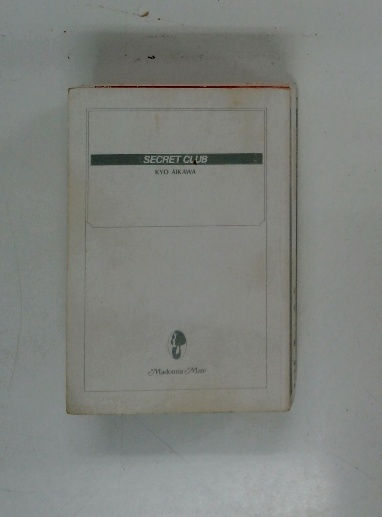 SECRET CLUB
KYO AIKAWA
Madonna Mate